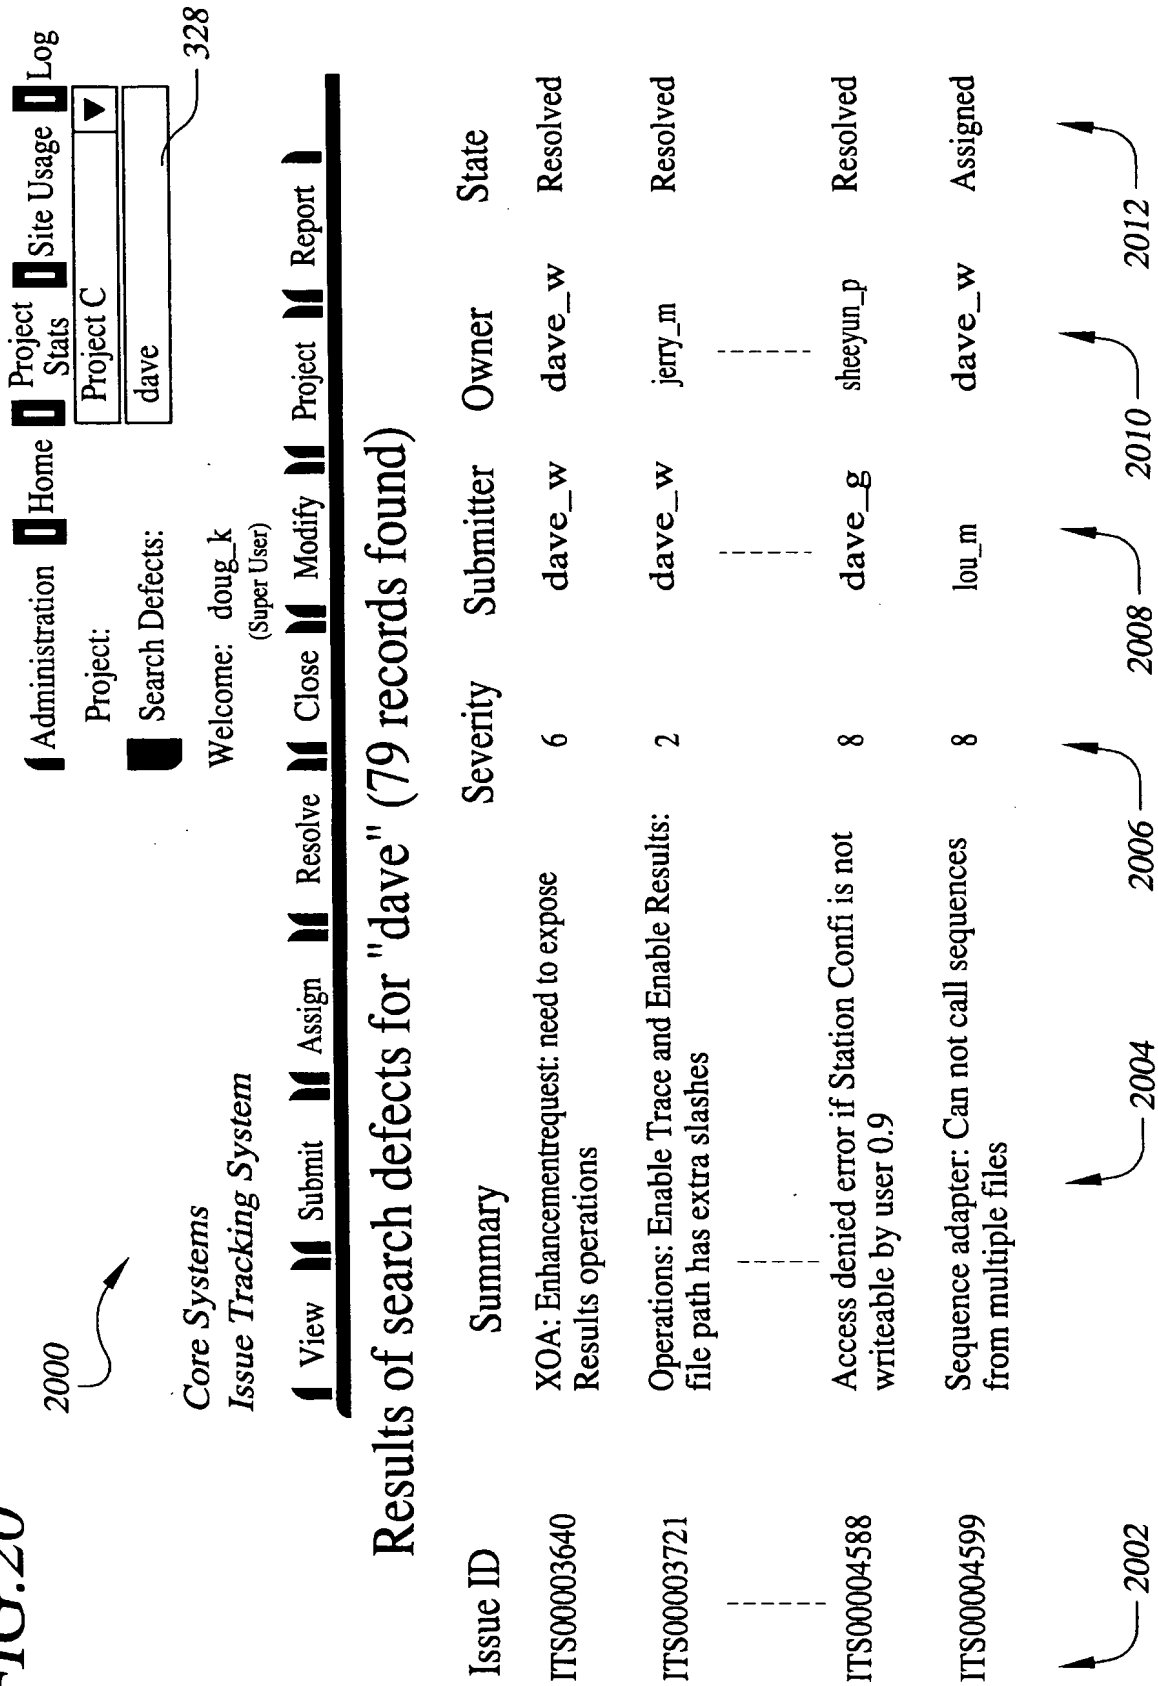 FIG.20
2000
Administration Home Project Stats Site Usage Log
Project: Project C
Search Defects: dave
328
Core Systems
Issue Tracking System
Welcome: doug_k
(Super User)
View Submit Assign Resolve Close Modify Project Report
Results of search defects for "dave" (79 records found)
Issue ID Summary Severity Submitter Owner State
ITS00003640 XOA: Enhancementrequest: need to expose 6 dave_w dave_w Resolved
Results operations
ITS00003721 Operations: Enable Trace and Enable Results: 2 dave_w jerry_m Resolved
file path has extra slashes
ITS00004588 Access denied error if Station Confi is not 8 dave_g sheeyun_p Resolved
writeable by user 0.9
ITS00004599 Sequence adapter: Can not call sequences 8 lou_m dave_w Assigned
from multiple files
2002 2004 2006 2008 2010 2012